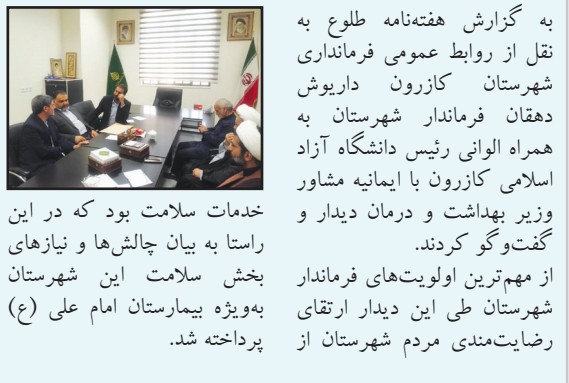 به گزارش هفته‌نامه طلوع به
نقل از روابط عمومی فرمانداری
شهرستان کازرون داریوش
دهقان فرماندار شهرستان به
همراه الوانی رئیس دانشگاه آزاد
اسلامی کازرون با ایمانیه مشاور
وزیر بهداشت و درمان دیدار و
گفت‌وگو کردند.
از مهم‌ترین اولویت‌های فرماندار
شهرستان طی این دیدار ارتقای
رضایت‌مندی مردم شهرستان از
خدمات سلامت بود که در این
راستا به بیان چالش‌ها و نیازهای
بخش سلامت این شهرستان
به‌ویژه بیمارستان امام علی (ع)
پرداخته شد.